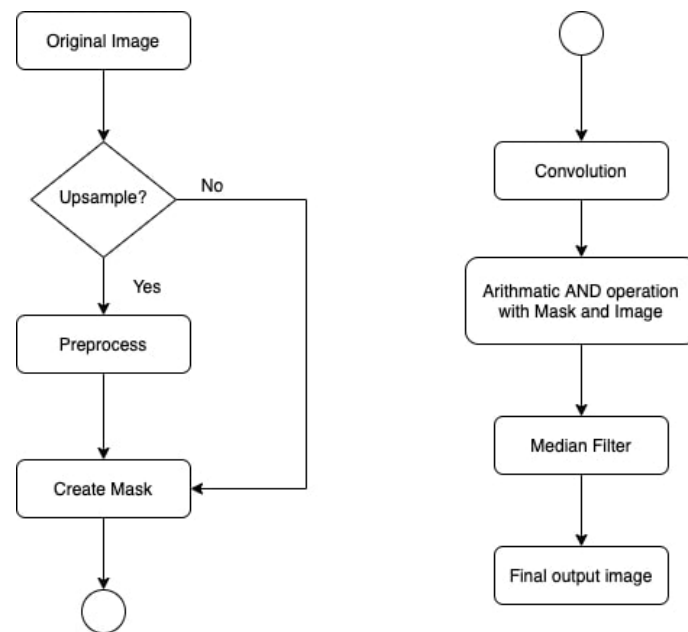 Original Image
Upsample?
No
Yes
Preprocess
Create Mask
Convolution
Arithmatic AND operation
with Mask and Image
Median Filter
Final output image